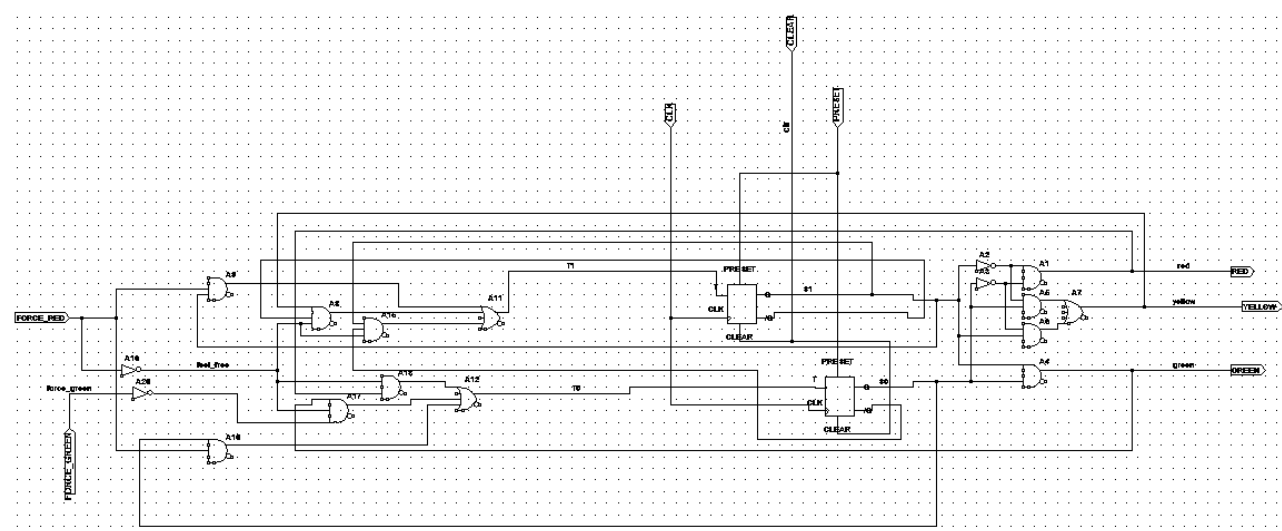 CLEAR
CLK
PRESET
clr
A9
T1
PRESET
A2
A1
red
RED
A3
A8
A11
T
Q
S1
A5
A7
yellow
YELLOW
FORCE_RED
A15
CLK
/Q
A6
CLEAR
A16
feel_free
PRESET
A4
green
GREEN
force_green
A20
A12
T0
T
Q
S0
A17
CLK
/Q
CLEAR
FORCE_GREEN